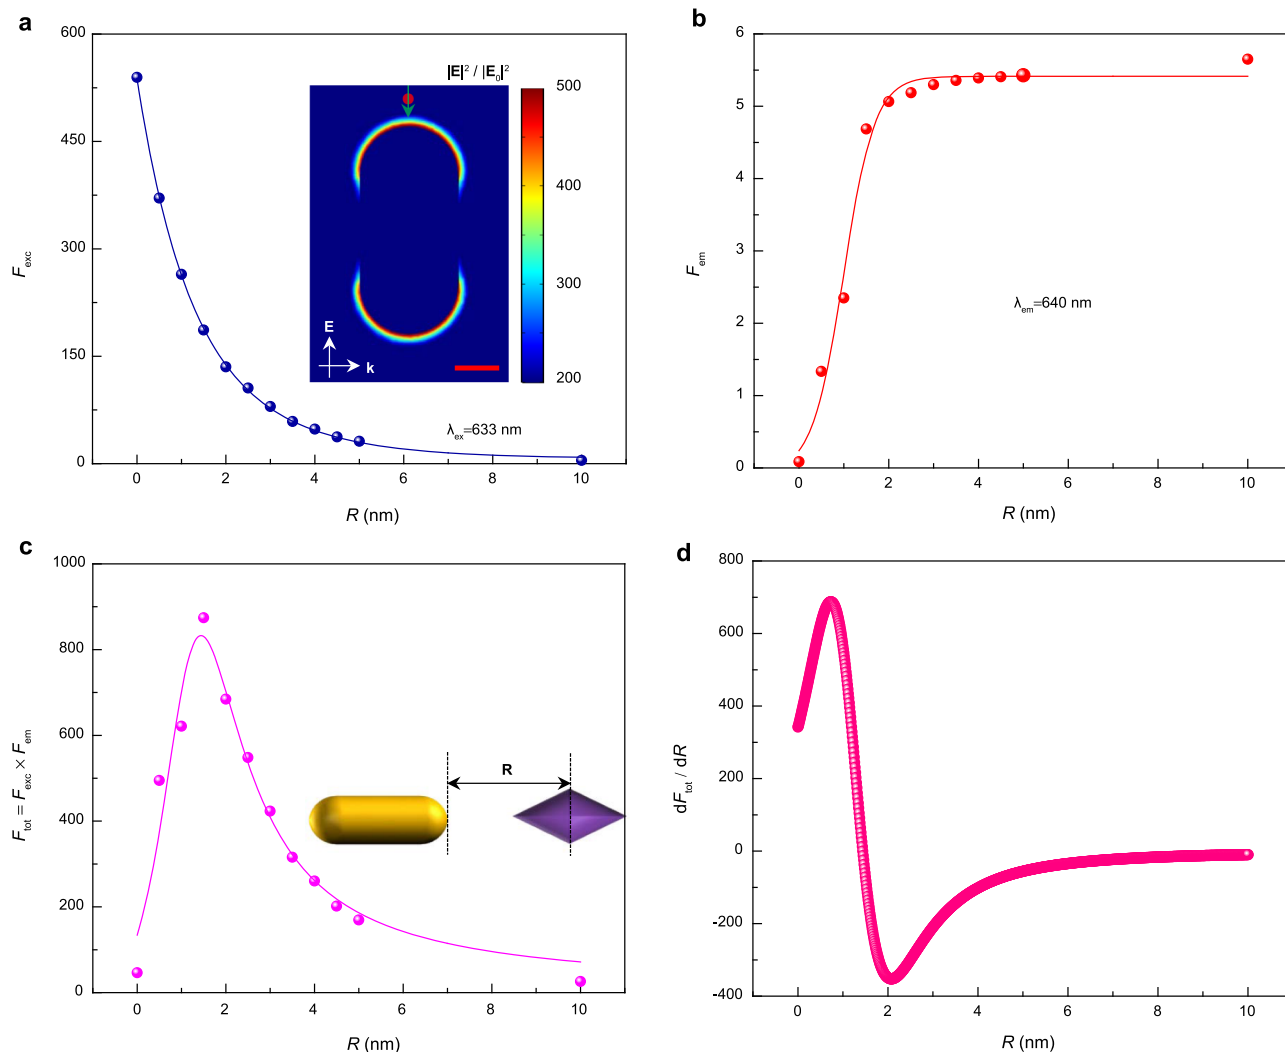 a
600
450
300
150
0
F_exc
|E|² / |E₀|²
500
400
300
200
E
k
λ_ex=633 nm
0 2 4 6 8 10
R (nm)
b
6
5
4
3
5
2
1
0
F_em
λ_em=640 nm
0 2 4 6 8 10
R (nm)
c
1000
800
600
400
200
0
F_tot = F_exc × F_em
R
0 2 4 6 8 10
R (nm)
d
800
600
400
200
0
-200
-400
dF_tot / dR
0 2 4 6 8 10
R (nm)